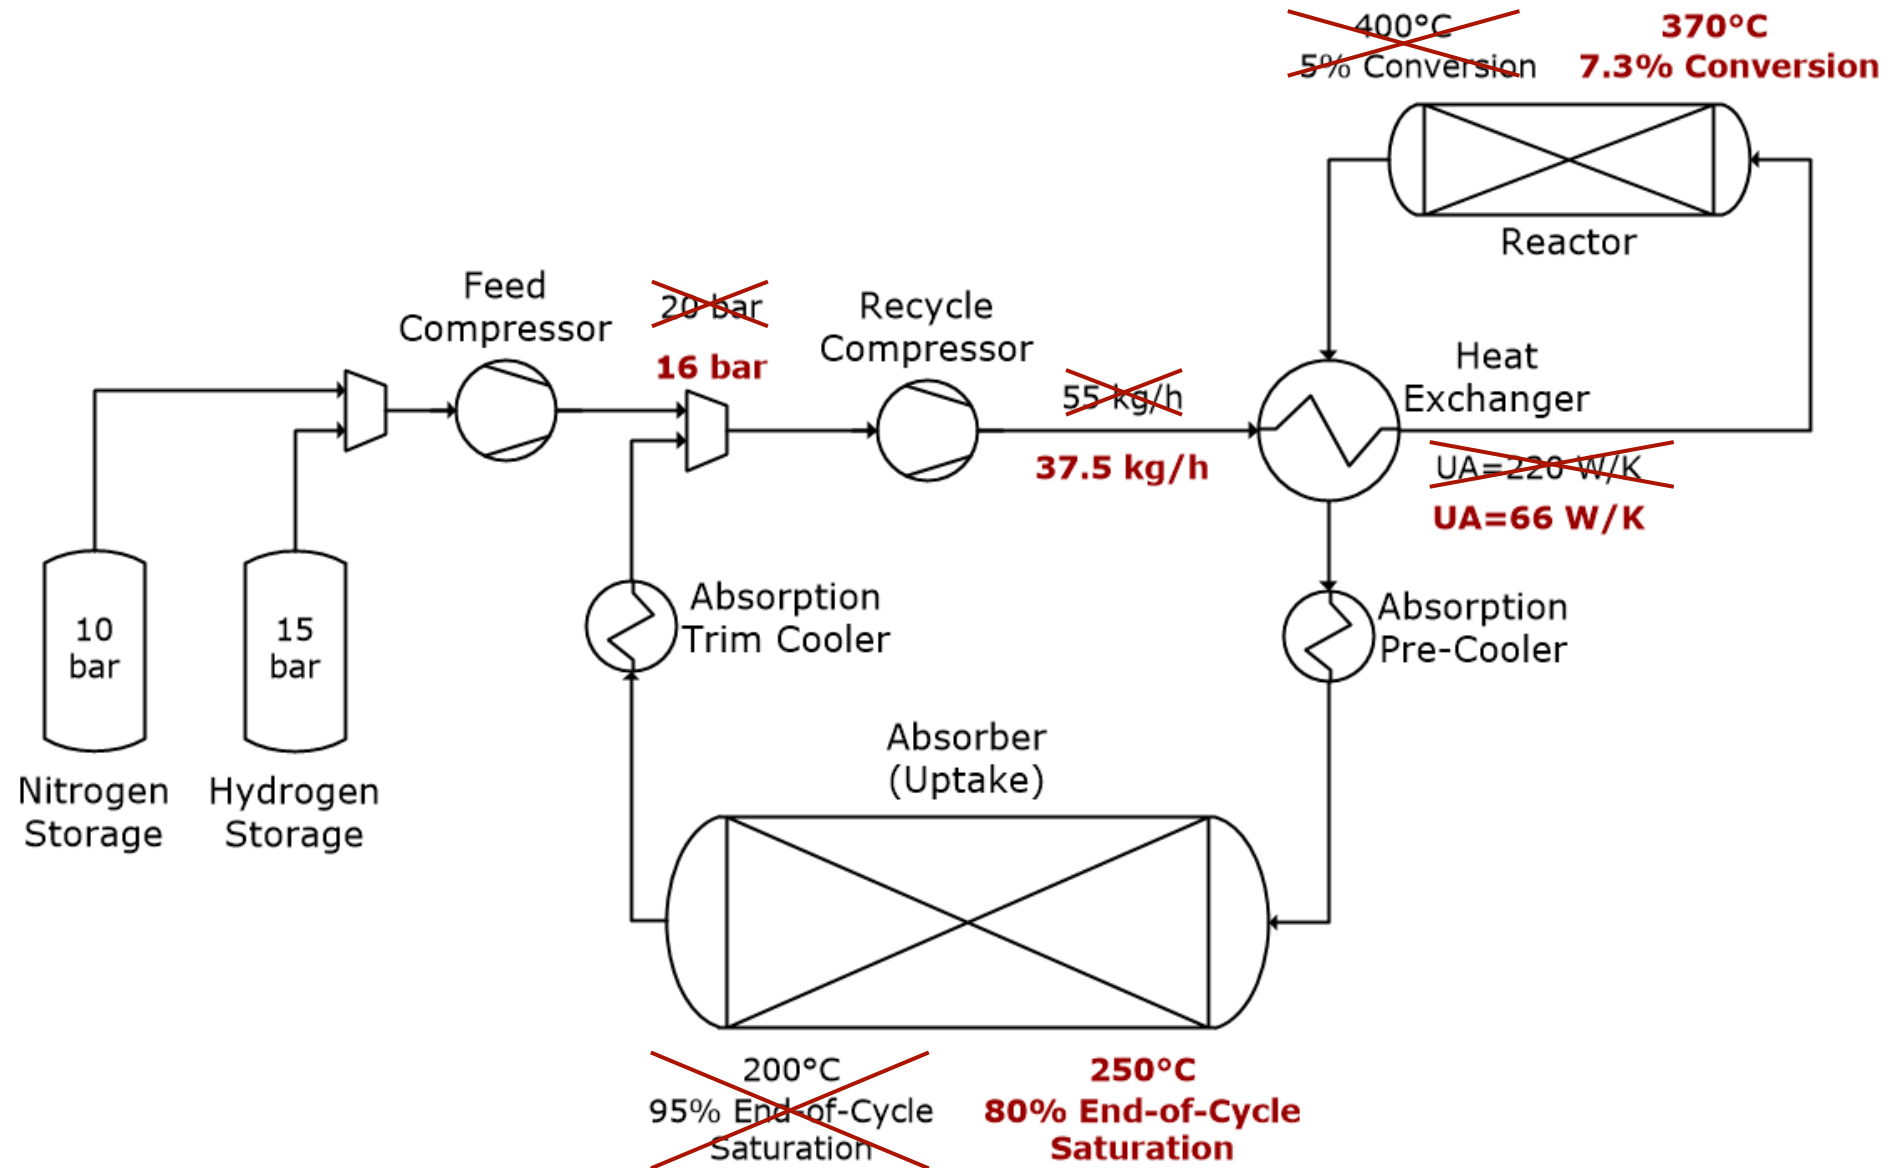 400°C
5% Conversion
370°C
7.3% Conversion
Reactor
Feed
Compressor
20 bar
16 bar
Recycle
Compressor
55 kg/h
37.5 kg/h
Heat
Exchanger
UA=220 W/K
UA=66 W/K
10
bar
15
bar
Nitrogen
Storage
Hydrogen
Storage
Absorption
Trim Cooler
Absorption
Pre-Cooler
Absorber
(Uptake)
200°C
95% End-of-Cycle
Saturation
250°C
80% End-of-Cycle
Saturation